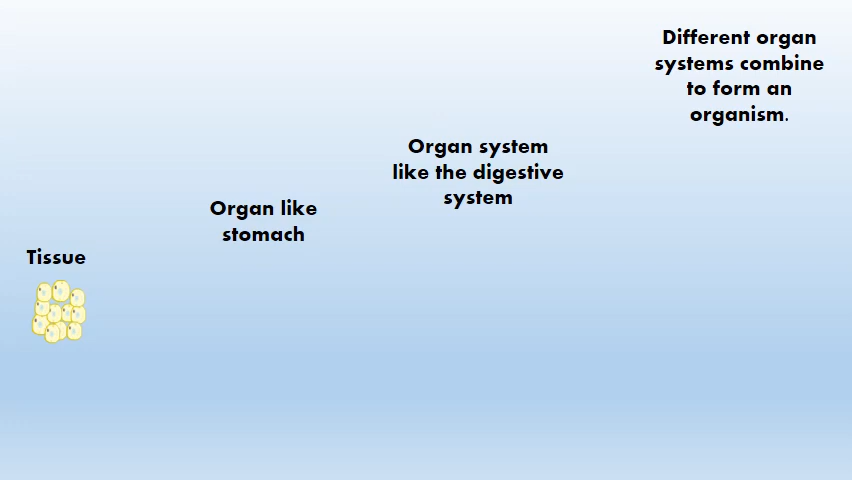 Different organ
systems combine
to form an
organism.
Organ system
like the digestive
system
Organ like
stomach
Tissue